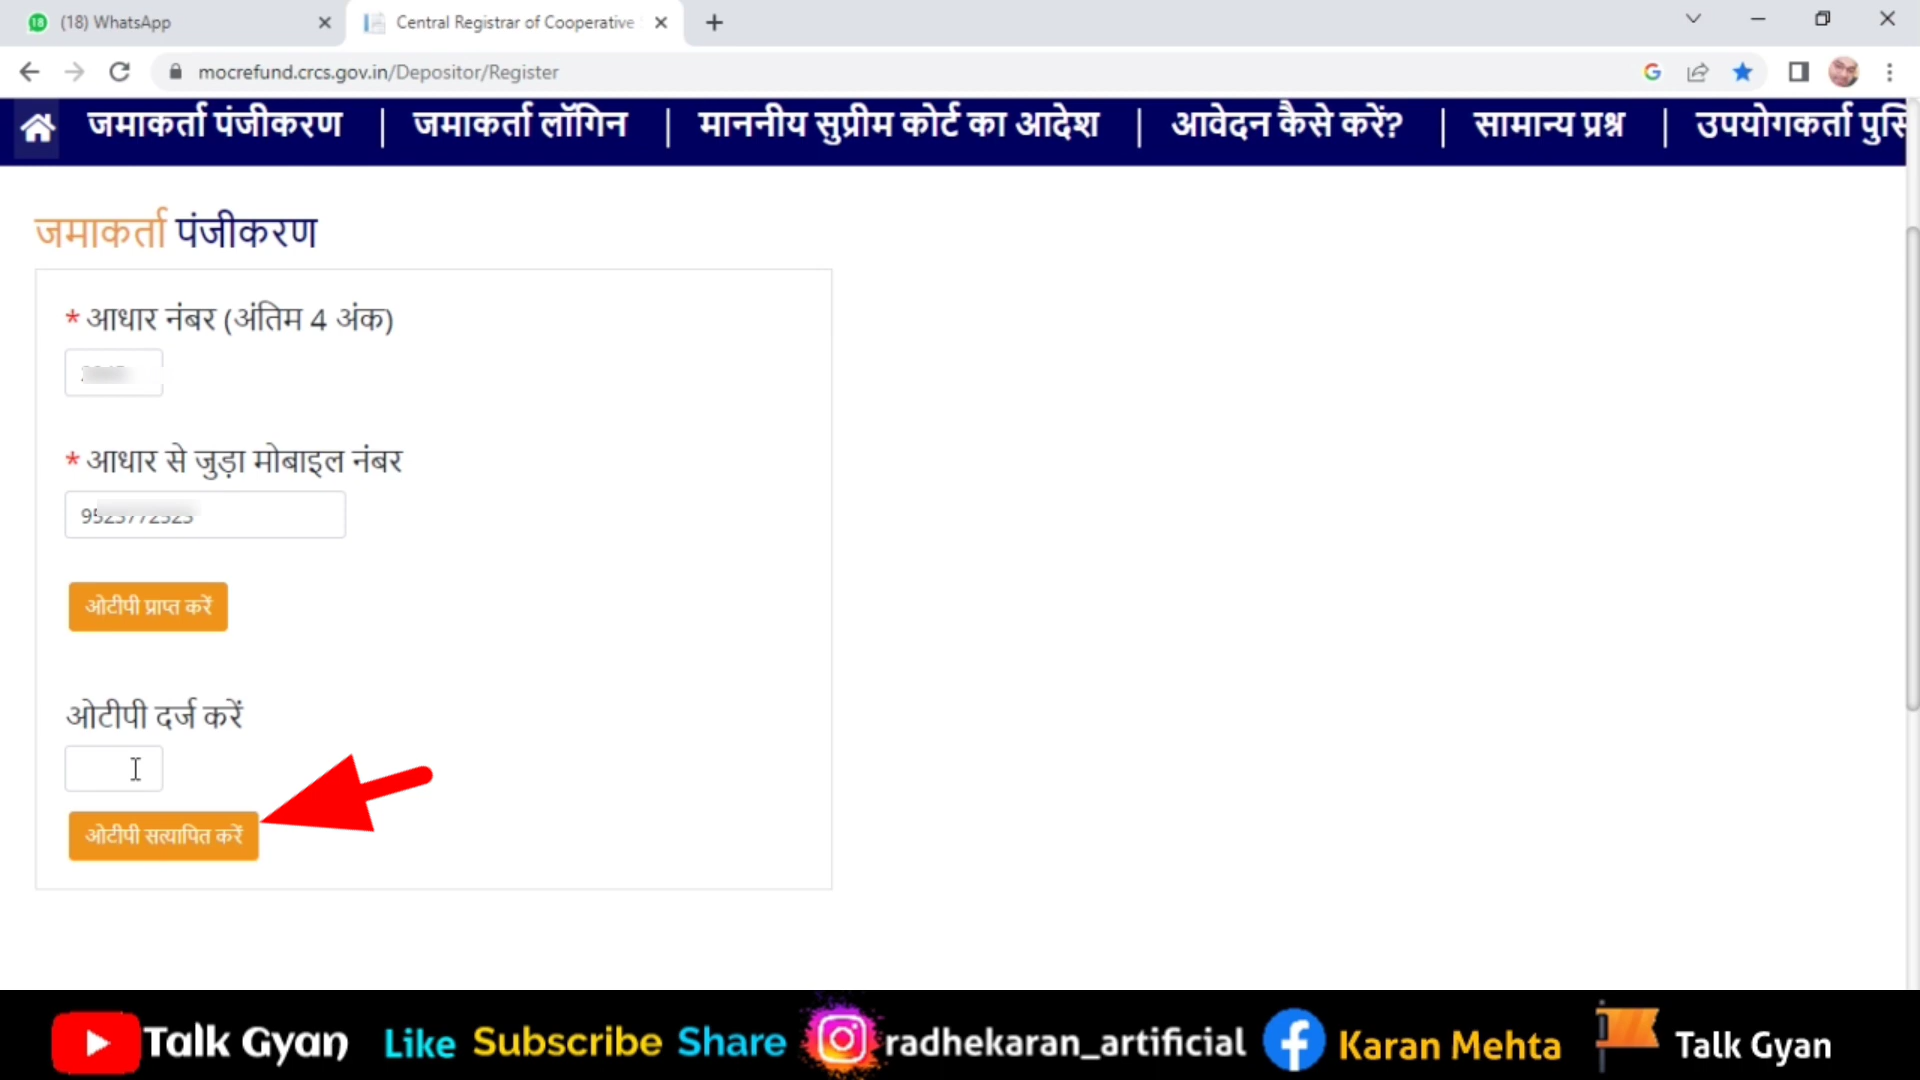 (18) WhatsApp
Central Registrar of Cooperative
mocrefund.crcs.gov.in/Depositor/Register
जमाकर्ता पंजीकरण | जमाकर्ता लॉगिन | माननीय सुप्रीम कोर्ट का आदेश | आवेदन कैसे करें? | सामान्य प्रश्न | उपयोगकर्ता
जमाकर्ता पंजीकरण
* आधार नंबर (अंतिम 4 अंक)
* आधार से जुड़ा मोबाइल नंबर
ओटीपी प्राप्त करें
ओटीपी दर्ज करें
ओटीपी सत्यापित करें
Talk Gyan Like Subscribe Share radhekaran_artificial Karan Mehta Talk Gyan